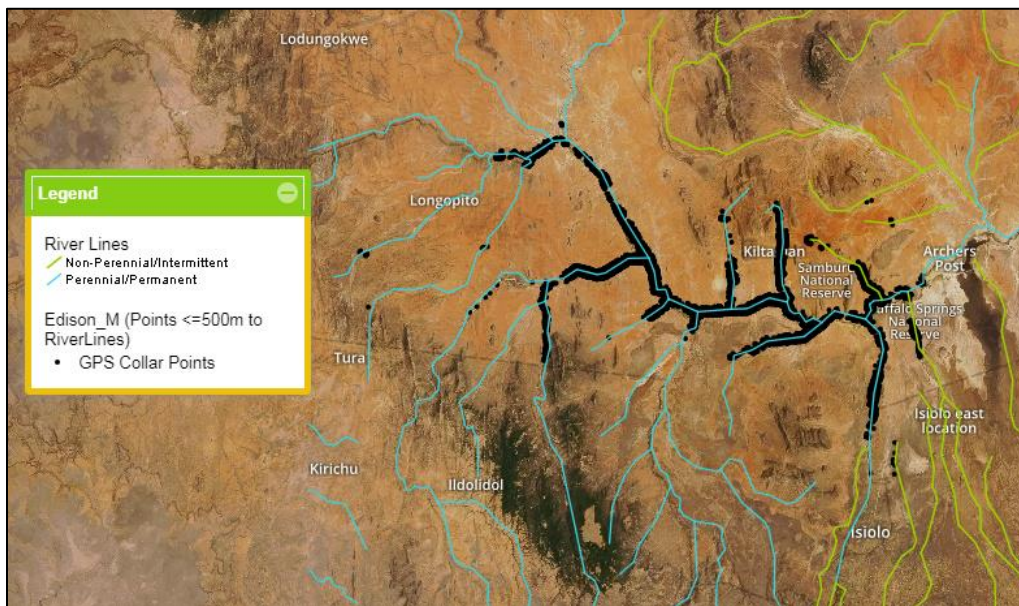 Lodungokwe
Legend
River Lines
Non-Perennial/Intermittent
Perennial/Permanent
Edison_M (Points <=500m to
RiverLines)
• GPS Collar Points
Longopito
Archers
Post
Samburu
National
Reserve
uffalo Springs
National
Reserve
Tura
Isiolo east
location
Kirichu
Ildolidol
Isiolo